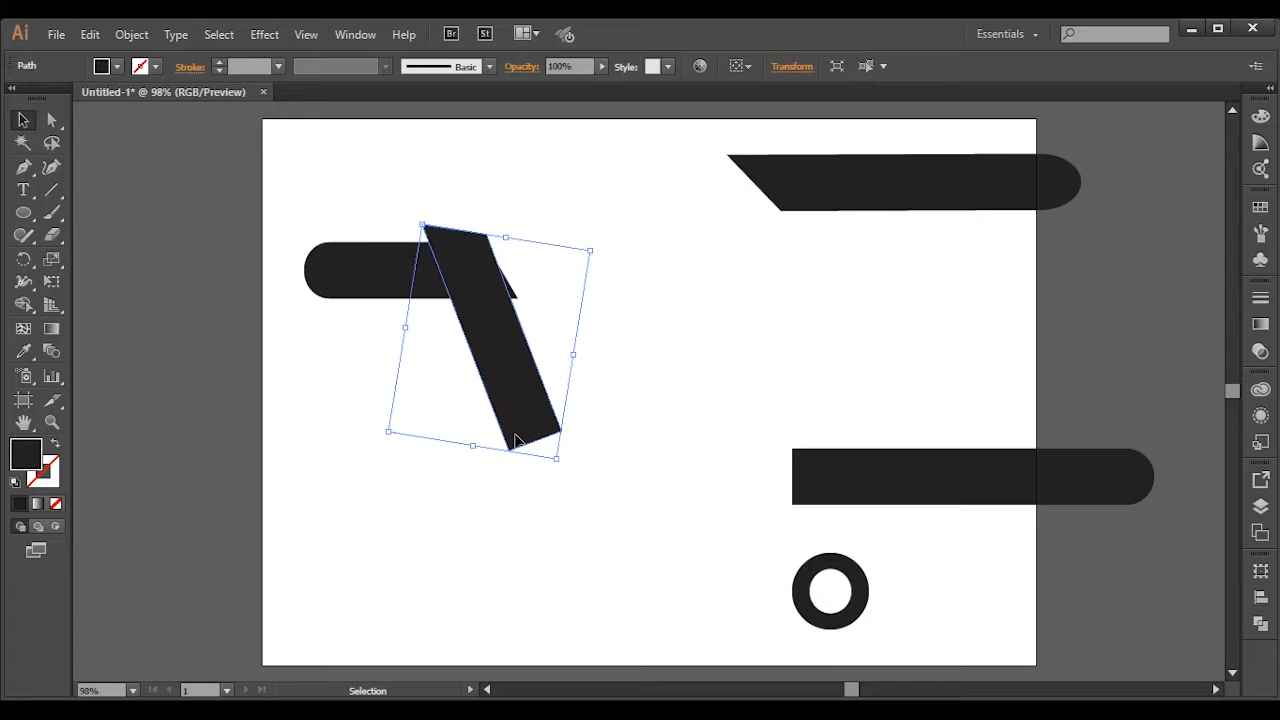 Ai File Edit Object Type Select Effect View Window Help Br St Essentials
Path Stroke: Basic Opacity: 100% Style: Transform
Untitled-1* @ 98% (RGB/Preview) ×
T
98% 1 Selection